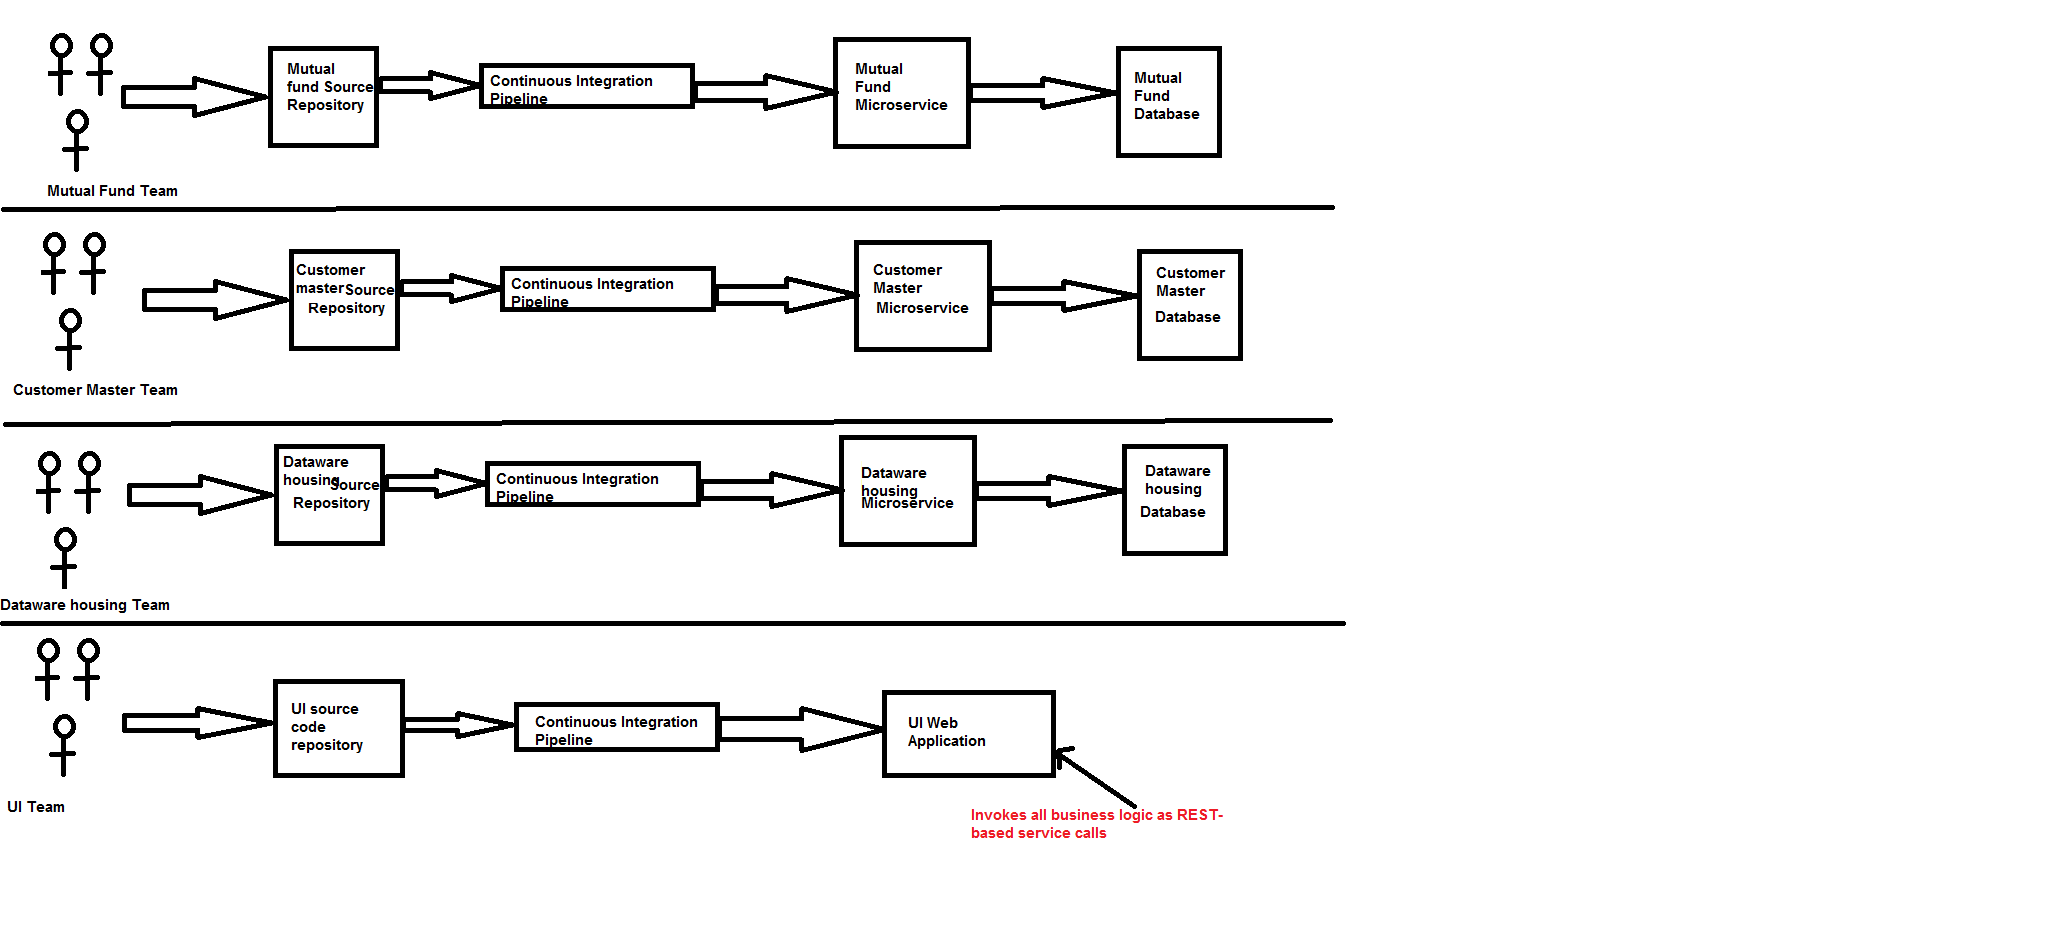 Mutual
fund Source
Repository
Continuous Integration
Pipeline
Mutual
Fund
Microservice
Mutual
Fund
Database
Mutual Fund Team
Customer
master Source
Repository
Continuous Integration
Pipeline
Customer
Master
Microservice
Customer
Master
Database
Customer Master Team
Dataware
housing Source
Repository
Continuous Integration
Pipeline
Dataware
housing
Microservice
Dataware
housing
Database
Dataware housing Team
UI source
code
repository
Continuous Integration
Pipeline
UI Web
Application
UI Team
Invokes all business logic as REST-
based service calls